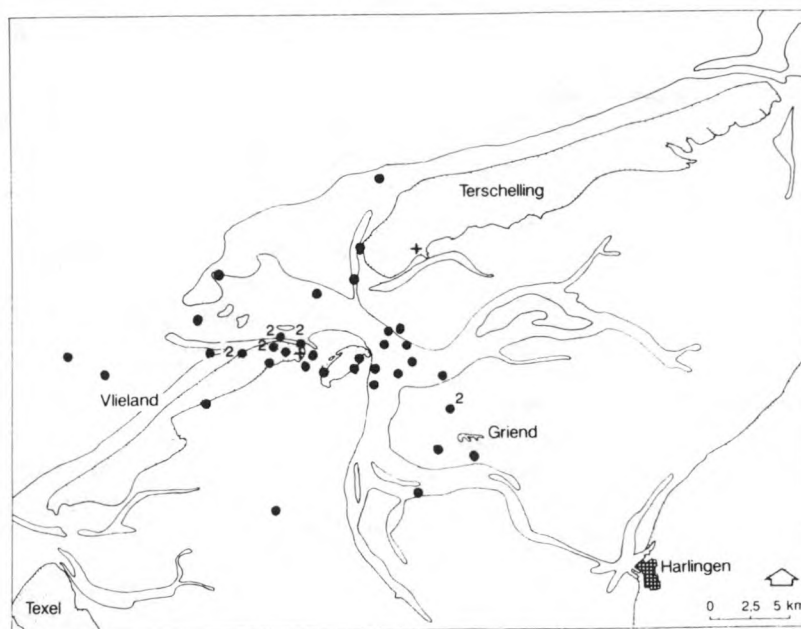 Terschelling
2 2
2 2
Vlieland
2
Griend
Harlingen
Texel
0 2,5 5 km